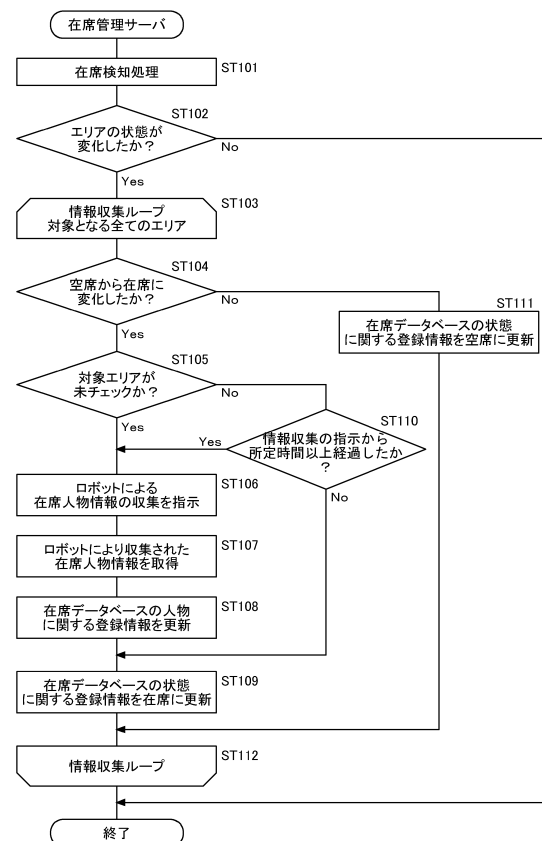 在席管理サーバ
在席検知処理
ST101
ST102
エリアの状態が
変化したか？
No
Yes
情報収集ループ
対象となる全てのエリア
ST103
ST104
空席から在席に
変化したか？
No
Yes
ST111
在席データベースの状態
に関する登録情報を空席に更新
ST105
対象エリアが
未チェックか？
No
Yes
ST110
情報収集の指示から
所定時間以上経過したか
？
Yes
No
ロボットによる
在席人物情報の収集を指示
ST106
ロボットにより収集された
在席人物情報を取得
ST107
在席データベースの人物
に関する登録情報を更新
ST108
在席データベースの状態
に関する登録情報を在席に更新
ST109
情報収集ループ
ST112
終了